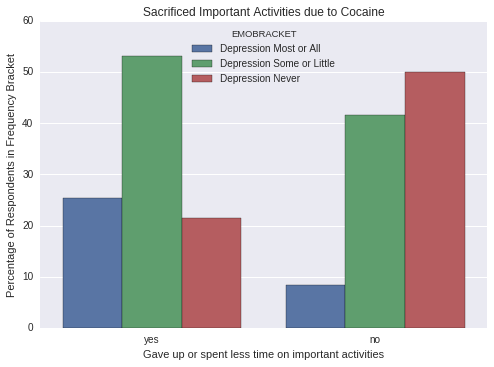 Sacrificed Important Activities due to Cocaine
EMOBRACKET
Depression Most or All
Depression Some or Little
Depression Never
Percentage of Respondents in Frequency Bracket
60
50
40
30
20
10
0
yes
no
Gave up or spent less time on important activities